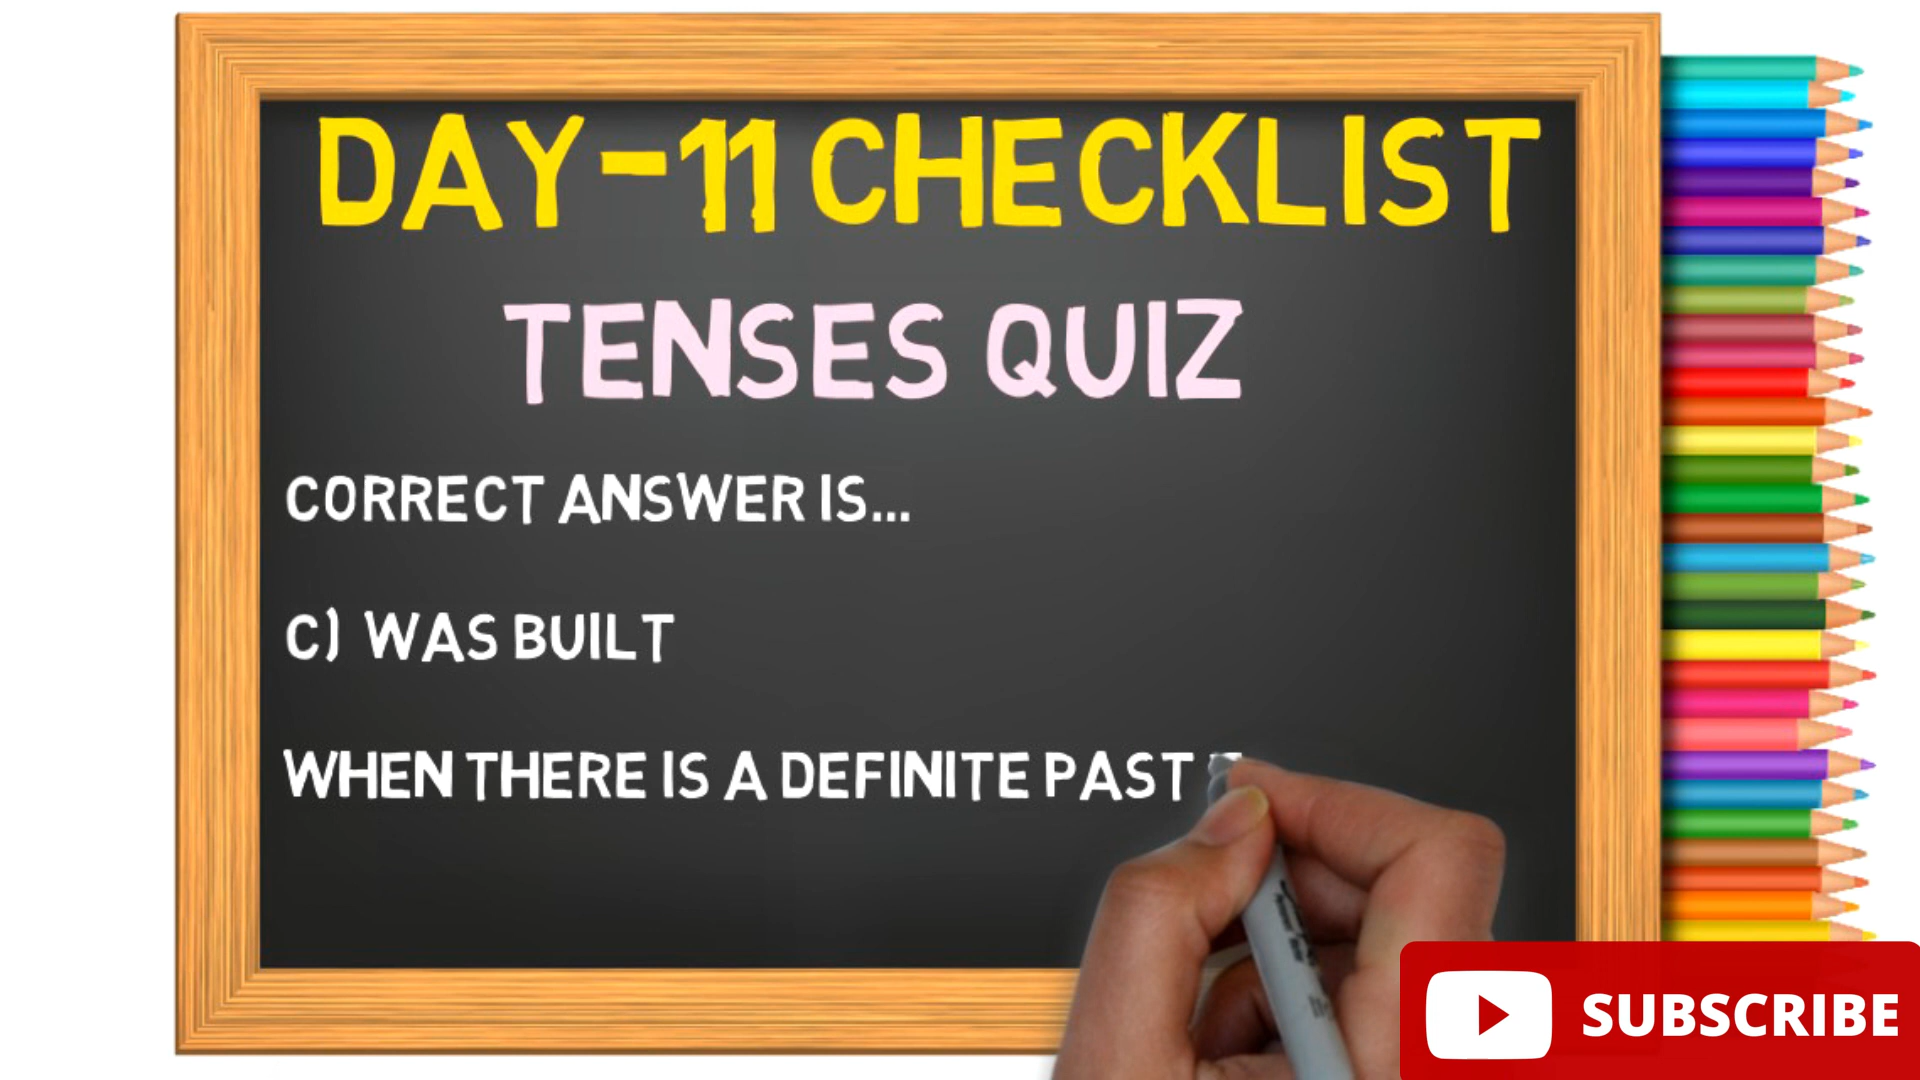 DAY-11 CHECKLIST
TENSES QUIZ
CORRECT ANSWER IS...
C) WAS BUILT
WHEN THERE IS A DEFINITE PAST
SUBSCRIBE